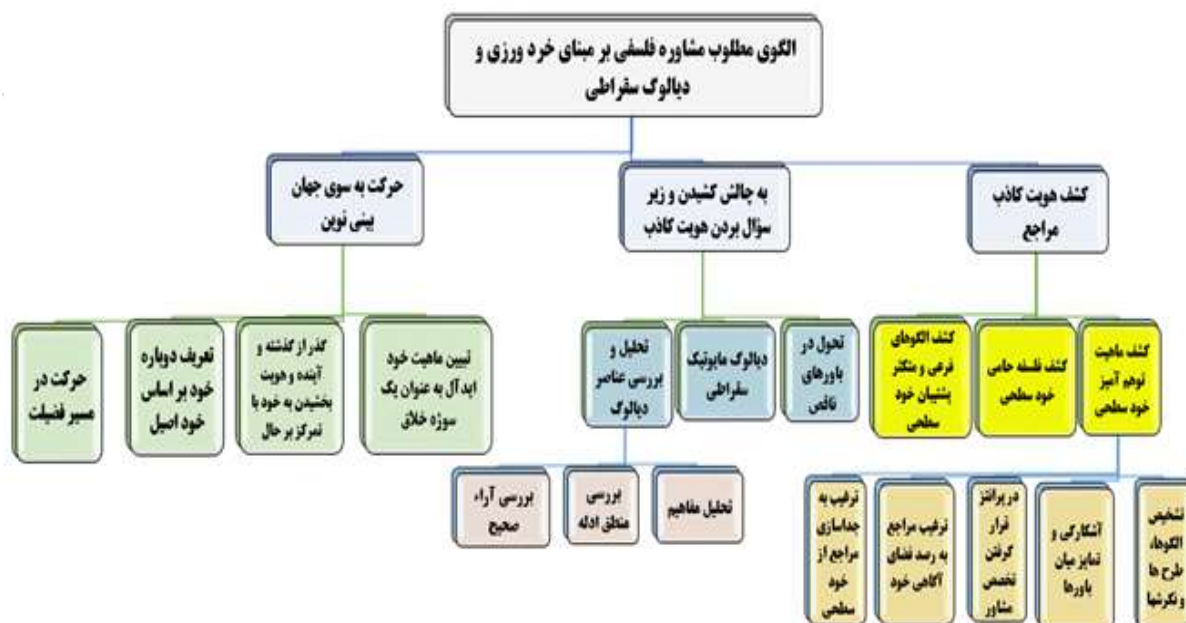 الگوی مطلوب مشاوره فلسفی بر مبنای خرد ورزی و
دیالوگ سقراطی
کشف هویت کاذب
مراجع
به چالش کشیدن و زیر
سؤال بردن هویت کاذب
حرکت به سوی جهان
بینی نوین
کشف ماهیت
توهم آمیز
خود سطحی
کشف فلسفه حامی
خود سطحی
کشف الگوهای
فرعی و متکثر
پشتیبان خود
سطحی
تحول در
باورهای
ناقص
دیالوگ مایوتیک
سقراطی
تحلیل و
بررسی عناصر
دیالوگ
تبیین ماهیت خود
ایدآل به عنوان یک
سوژه خلاق
گذر از گذشته و
آینده و هویت
بخشیدن به خود با
تمرکز بر حال
تعریف دوباره
خود بر اساس
خود اصیل
حرکت در
مسیر فضیلت
تشخیص
الگوها،
طرح ها
و نگرشها
آشکارگی و
تمایز میان
باورها
در پرانتز
قرار
گرفتن
تخصص
مشاور
ترغیب مراجع
به رصد فضای
آگاهی خود
ترغیب به
جداسازی
مراجع از
خود
سطحی
تحلیل مفاهیم
بررسی
منطق ادله
بررسی آراء
صحیح